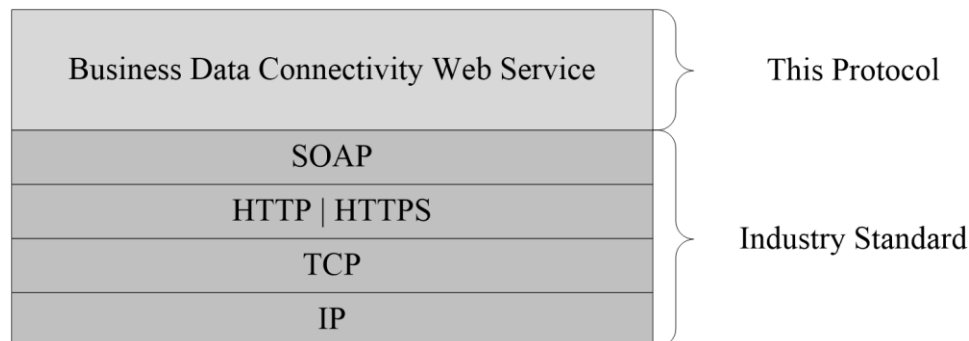 Business Data Connectivity Web Service
This Protocol
SOAP
HTTP | HTTPS
Industry Standard
TCP
IP